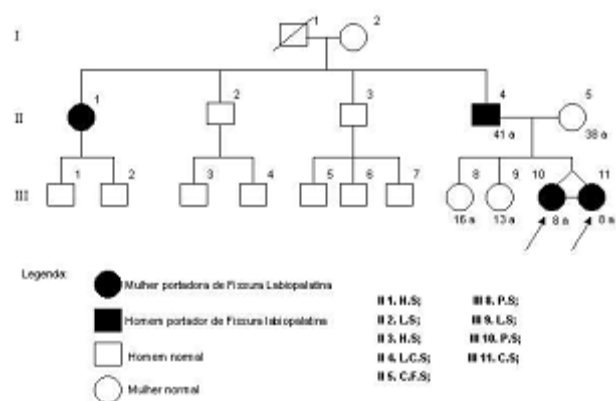 I 1 2
1 2 3 4 5
II 41 a 38 a
1 2 3 4 5 6 7 8 9 10 11
III 16 a 13 a 8 a 8 a
Legenda:
Mulher portadora de Fissura Labiopalatina
Homem portador de Fissura labiopalatina
Homem normal
Mulher normal
II 1. H.S;
II 2. L.S;
II 3. H.S;
II 4. L.C.S;
II 5. C.F.S;
III 8. P.S;
III 9. L.S;
III 10. P.S;
III 11. C.S;